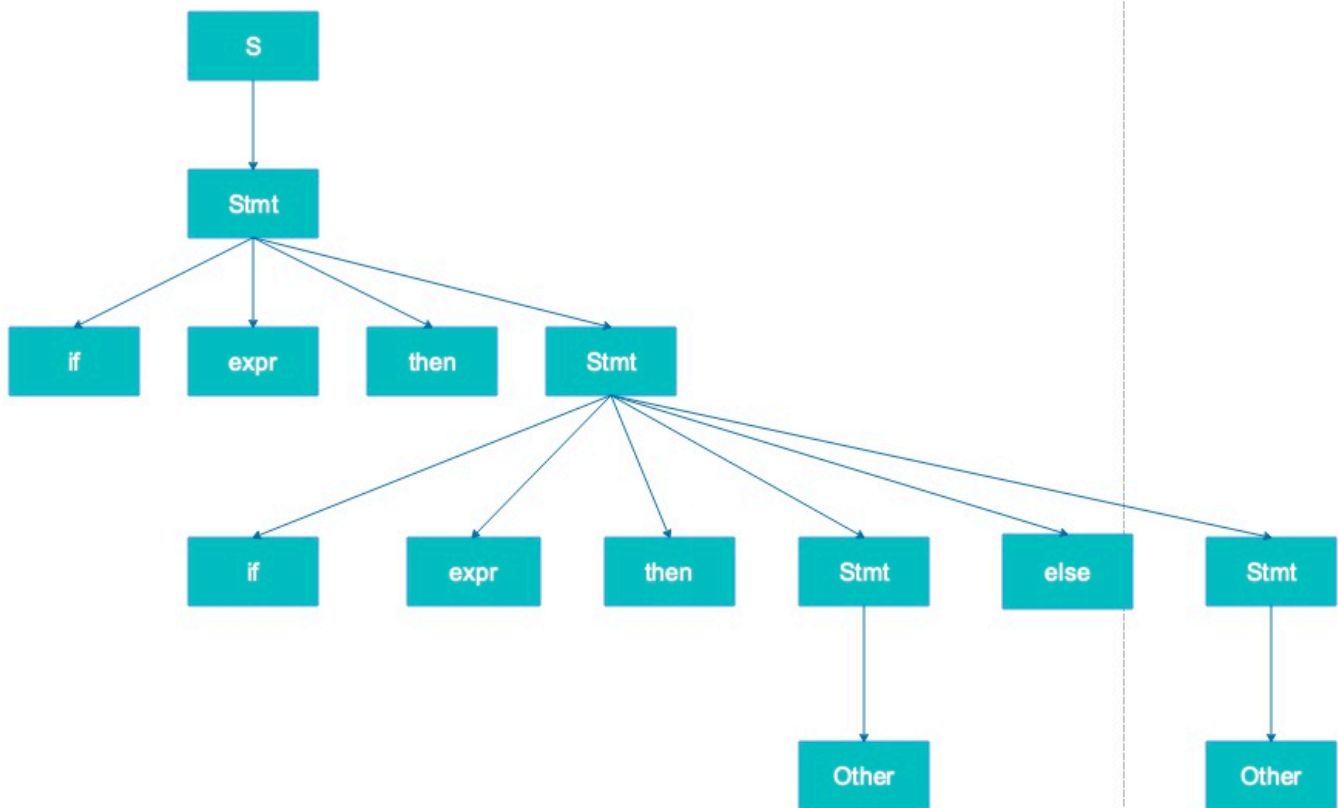 S
Stmt
if expr then Stmt
if expr then Stmt else Stmt
Other Other